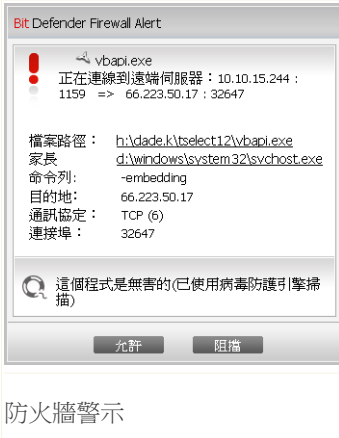 Bit Defender Firewall Alert
vbapi.exe
正在連線到遠端伺服器：10.10.15.244 :
1159 => 66.223.50.17 : 32647
檔案路徑： h:\dade.k\tselect12\vbapi.exe
家長 d:\windows\system32\svchost.exe
命令列: -embedding
目的地: 66.223.50.17
通訊協定： TCP (6)
連接埠： 32647
這個程式是無害的(已使用病毒防護引擎掃
描)
允許 阻擋
防火牆警示